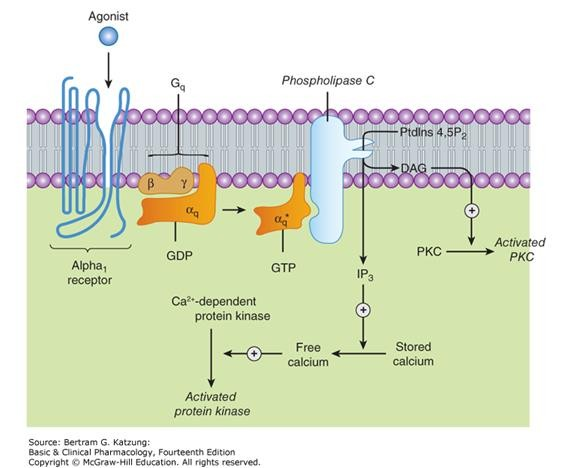 Agonist
Gq
Phospholipase C
PtdIns 4,5P2
DAG
β
γ
αq
αq*
GDP
GTP
PKC
Activated
PKC
Alpha1
receptor
IP3
Ca2+-dependent
protein kinase
Free
calcium
Stored
calcium
Activated
protein kinase
+
+
+
Source: Bertram G. Katzung:
Basic & Clinical Pharmacology, Fourteenth Edition
Copyright © McGraw-Hill Education. All rights reserved.